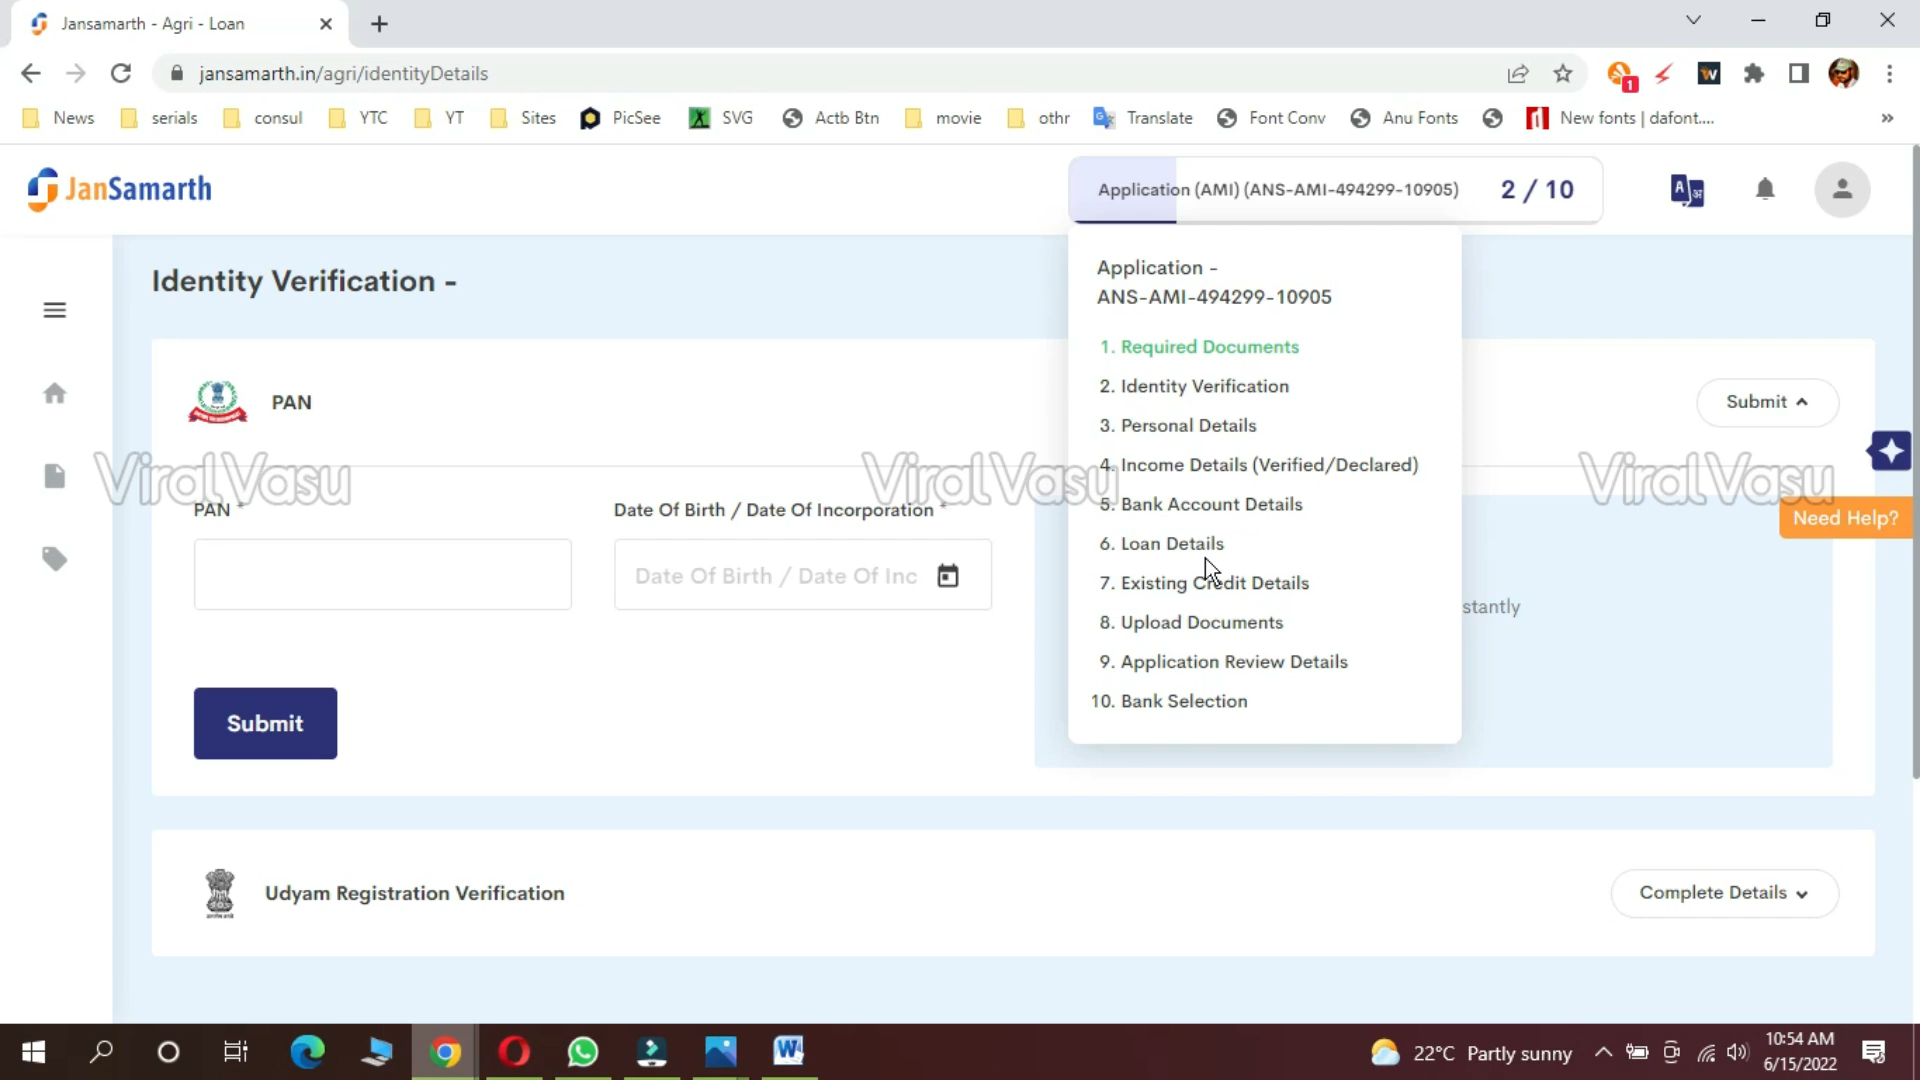 Jansamarth - Agri - Loan
jansamarth.in/agri/identityDetails
1
News
serials
consul
YTC
YT
Sites
PicSee
SVG
Actb Btn
movie
othr
Translate
Font Conv
Anu Fonts
New fonts | dafont....
»
JanSamarth
Application (AMI) (ANS-AMI-494299-10905)
2 / 10
Identity Verification -
Application -
ANS-AMI-494299-10905
1. Required Documents
2. Identity Verification
3. Personal Details
4. Income Details (Verified/Declared)
5. Bank Account Details
6. Loan Details
7. Existing Credit Details
8. Upload Documents
9. Application Review Details
10. Bank Selection
PAN
Submit
ViralVasu
ViralVasu
ViralVasu
PAN *
Date Of Birth / Date Of Incorporation *
Need Help?
Date Of Birth / Date Of Inc
stantly
Submit
Udyam Registration Verification
Complete Details
22°C Partly sunny
10:54 AM
6/15/2022